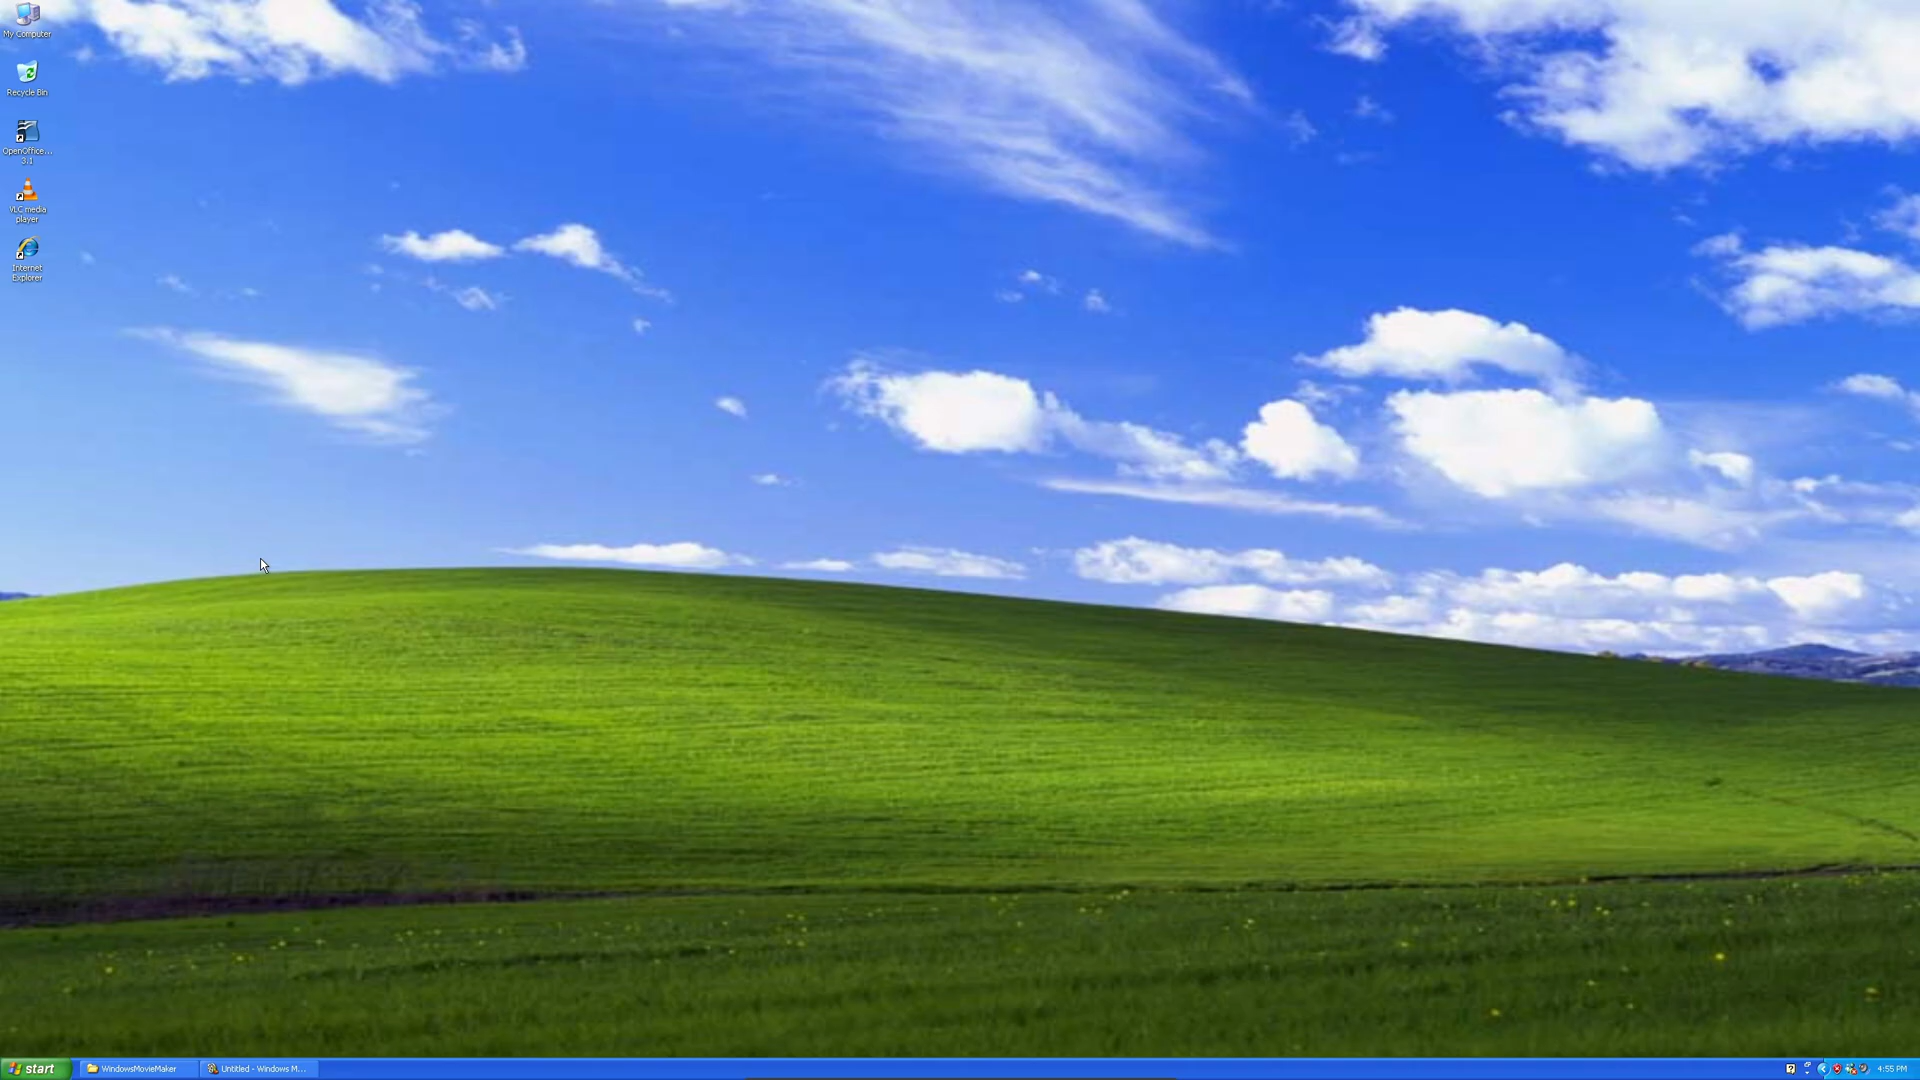 My Computer
Recycle Bin
OpenOffice...
3.1
VLC media
player
Internet
Explorer
start
WindowsMovieMaker
Untitled - Windows M...
4:55 PM